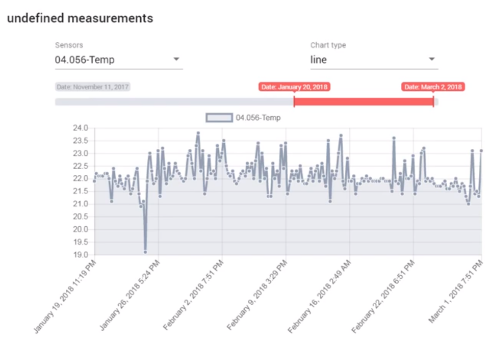 undefined measurements
Sensors
Chart type
04.056-Temp
line
Date: November 11, 2017
Date: January 20, 2018
Date: March 2, 2018
04.056-Temp
24.0
23.5
23.0
22.5
22.0
21.5
21.0
20.5
20.0
19.5
19.0
January 19, 2018 11:19 PM
January 26, 2018 5:24 PM
February 2, 2018 7:51 PM
February 9, 2018 3:29 PM
February 16, 2018 2:49 AM
February 22, 2018 6:51 PM
March 1, 2018 7:51 PM